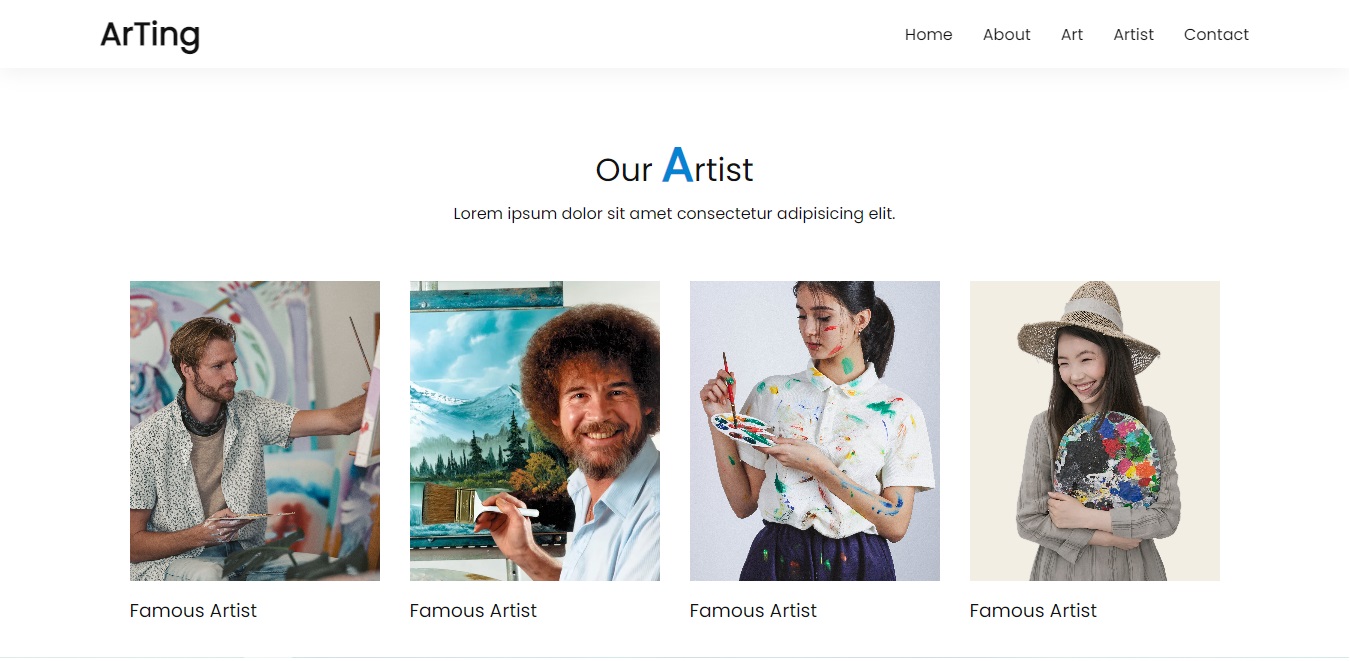 ArTing
Home About Art Artist Contact
Our Artist
Lorem ipsum dolor sit amet consectetur adipisicing elit.
Famous Artist
Famous Artist
Famous Artist
Famous Artist